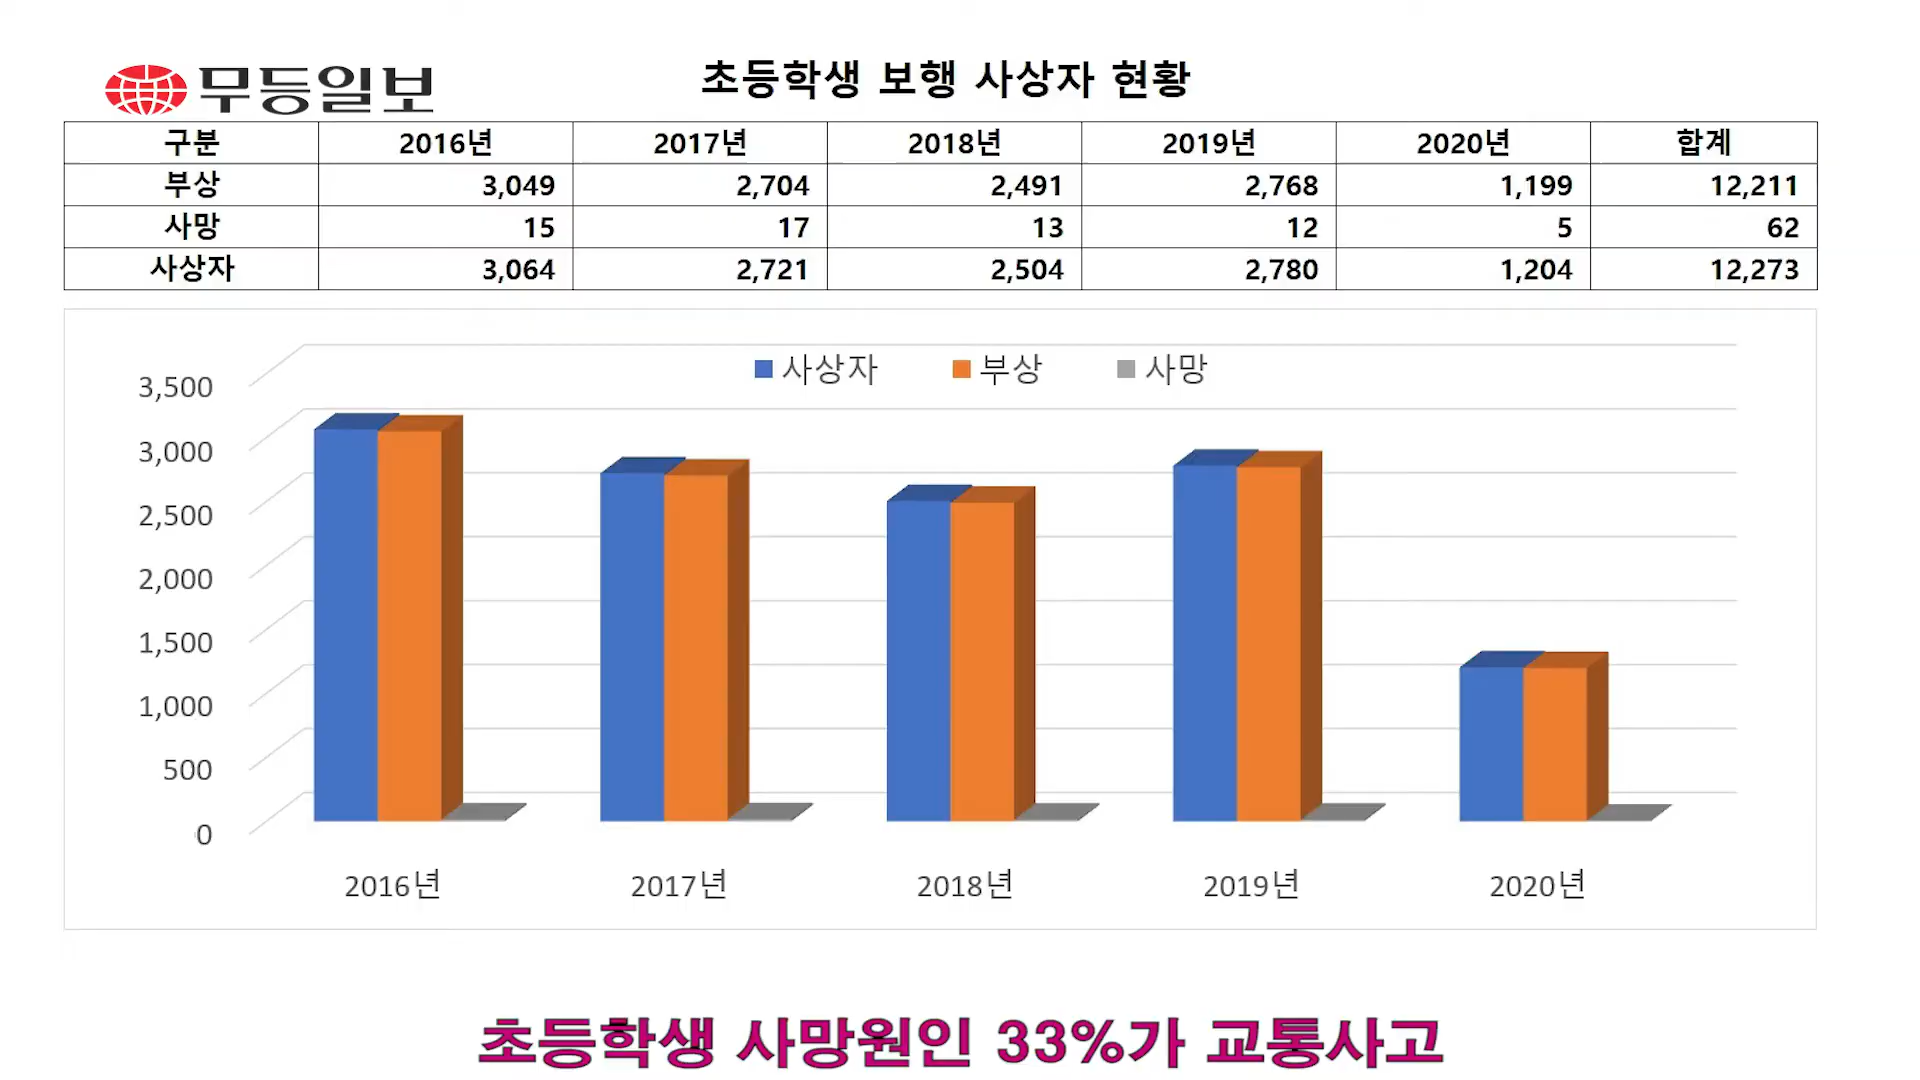 무등일보
초등학생 보행 사상자 현황
구분 2016년 2017년 2018년 2019년 2020년 합계
부상 3,049 2,704 2,491 2,768 1,199 12,211
사망 15 17 13 12 5 62
사상자 3,064 2,721 2,504 2,780 1,204 12,273
사상자 부상 사망
3,500
3,000
2,500
2,000
1,500
1,000
500
0
2016년 2017년 2018년 2019년 2020년
초등학생 사망원인 33%가 교통사고